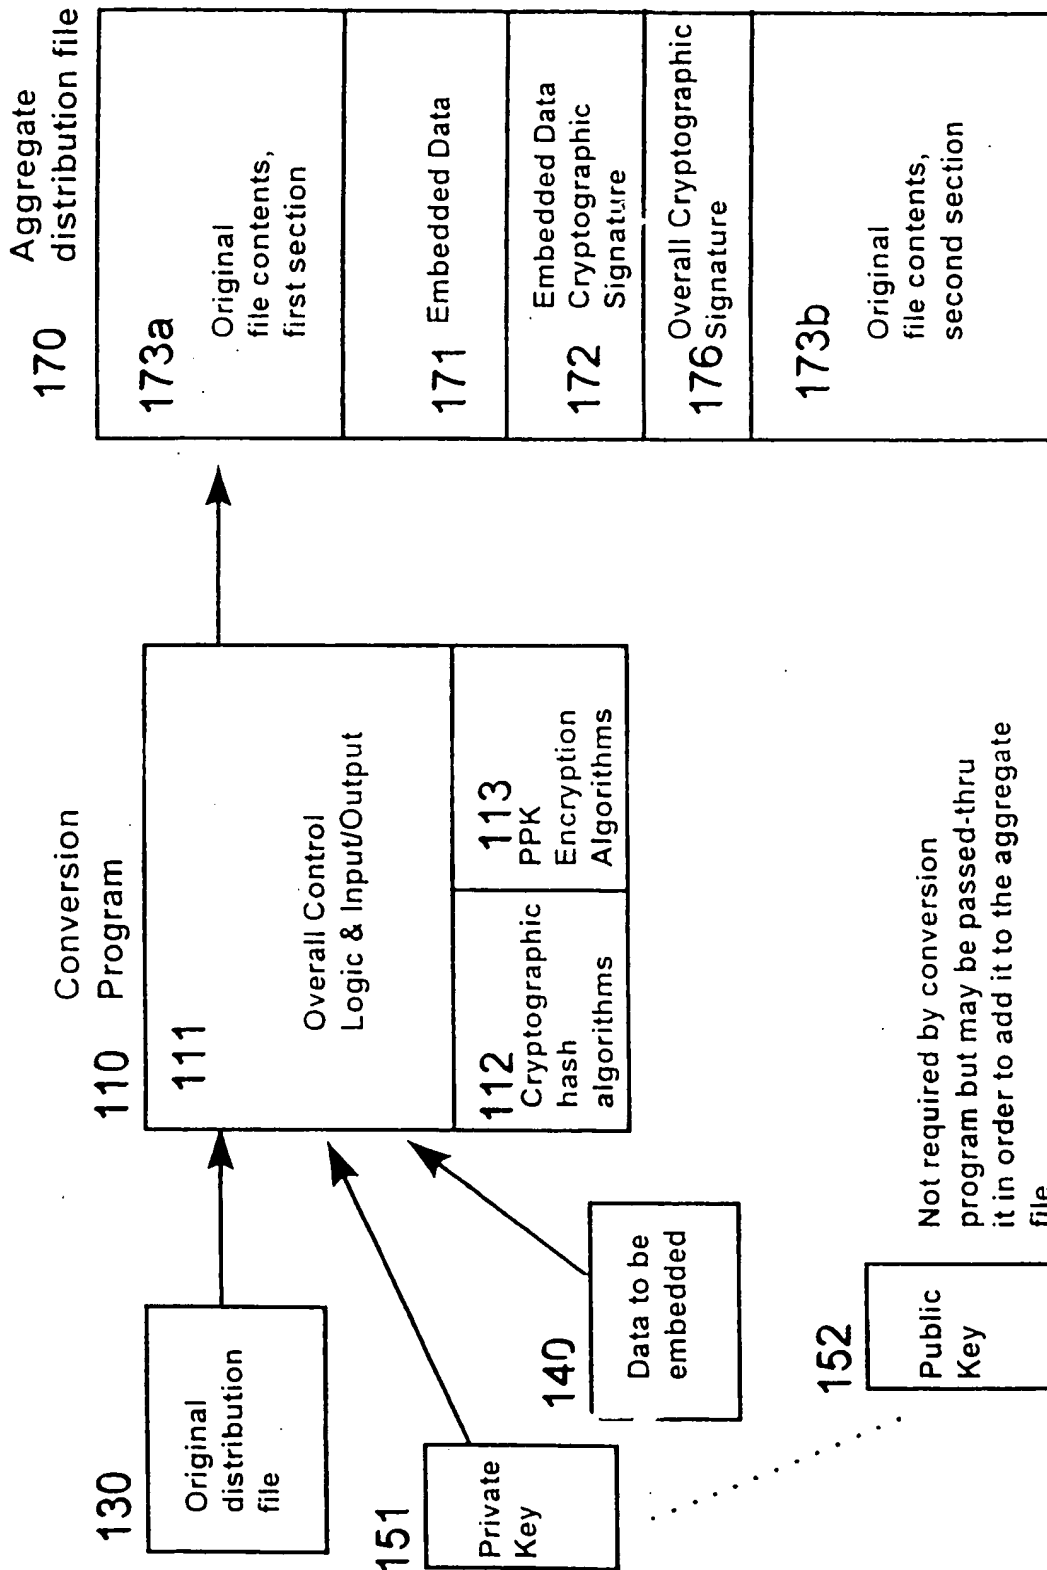 130
Original
distribution
file
151
Private
Key
140
Data to be
embedded
152
Public
Key
Not required by conversion
program but may be passed-thru
it in order to add it to the aggregate
file
Conversion
110 Program
111
Overall Control
Logic & Input/Output
112
Cryptographic
hash
algorithms
113
PPK
Encryption
Algorithms
Aggregate
170 distribution file
173a
Original
file contents,
first section
171 Embedded Data
Embedded Data
172 Cryptographic
Signature
Overall Cryptographic
176 Signature
173b
Original
file contents,
second section